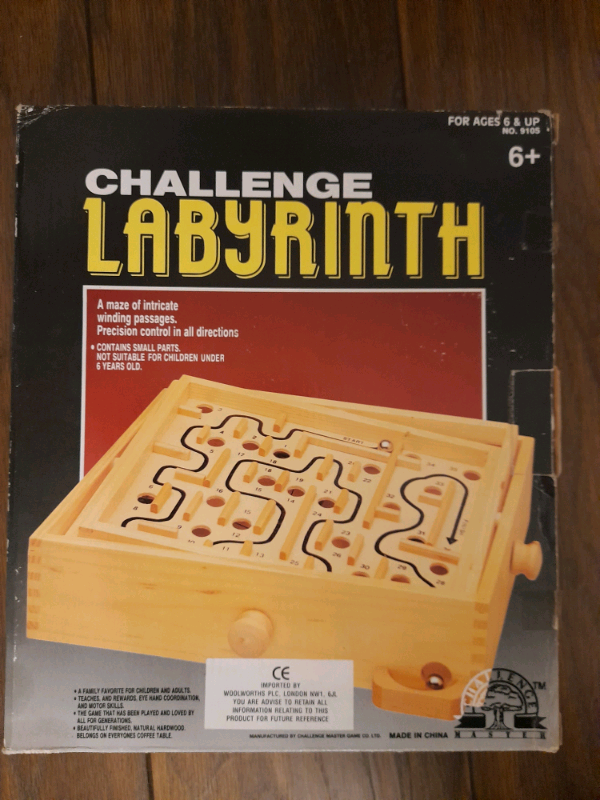 FOR AGES 6 & UP
NO. 9105
6+
CHALLENGE
LABYRINTH
A maze of intricate
winding passages.
Precision control in all directions
• CONTAINS SMALL PARTS.
NOT SUITABLE FOR CHILDREN UNDER
6 YEARS OLD.
START
• A FAMILY FAVORITE FOR CHILDREN AND ADULTS.
• TEACHES, AND REWARDS, EYE HAND COORDINATION,
AND MOTOR SKILLS.
• THE GAME THAT HAS BEEN PLAYED AND LOVED BY
ALL FOR GENERATIONS.
• BEAUTIFULLY FINISHED, NATURAL HARDWOOD.
BELONGS ON EVERYONES COFFEE TABLE.
CE
IMPORTED BY
WOOLWORTHS PLC, LONDON NW1, 6JL
YOU ARE ADVISE TO RETAIN ALL
INFORMATION RELATING TO THIS
PRODUCT FOR FUTURE REFERENCE
MANUFACTURED BY CHALLENGE MASTER GAME CO. LTD. MADE IN CHINA
CHALLENGE
MASTER
TM